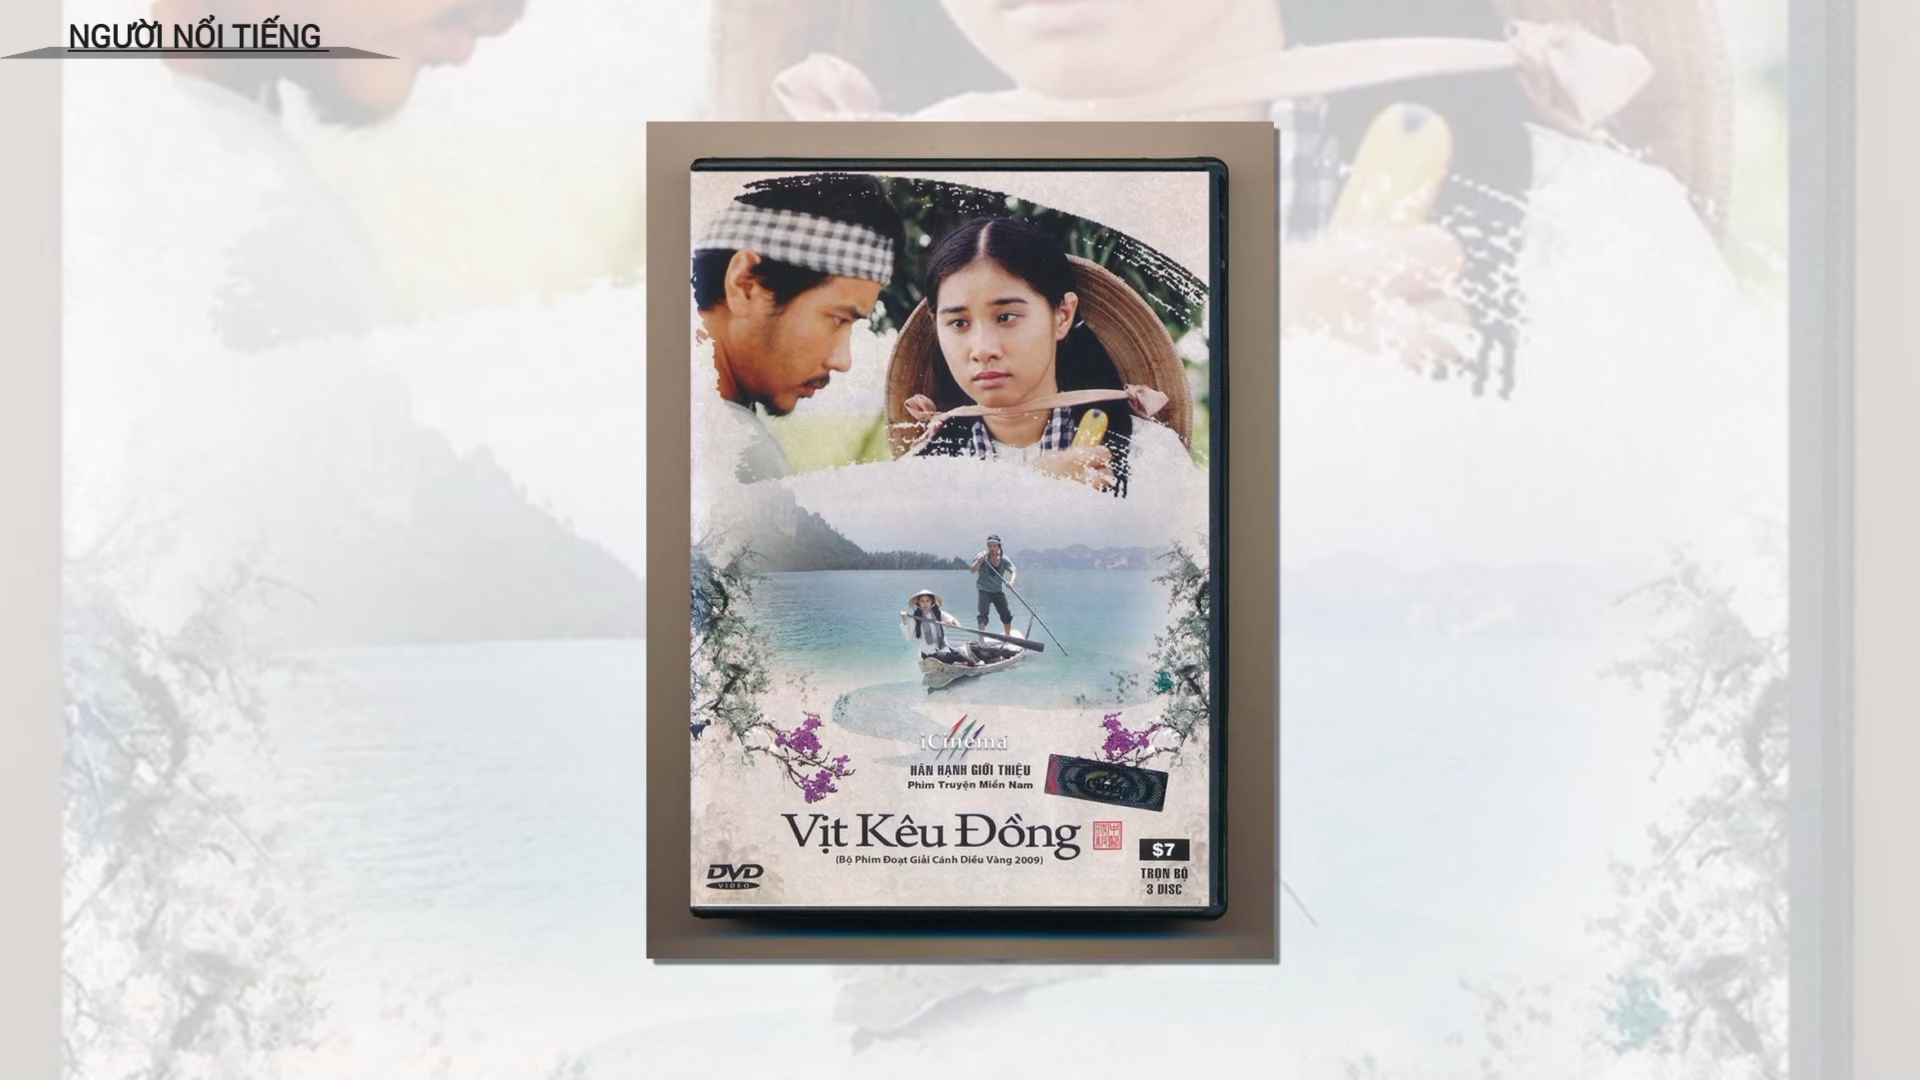 NGƯỜI NỔI TIẾNG
iCinema
HÂN HẠNH GIỚI THIỆU
Phim Truyện Miền Nam
Vịt Kêu Đồng
(Bộ Phim Đoạt Giải Cánh Diều Vàng 2009)
DVD
VIDEO
$7
TRỌN BỘ
3 DISC